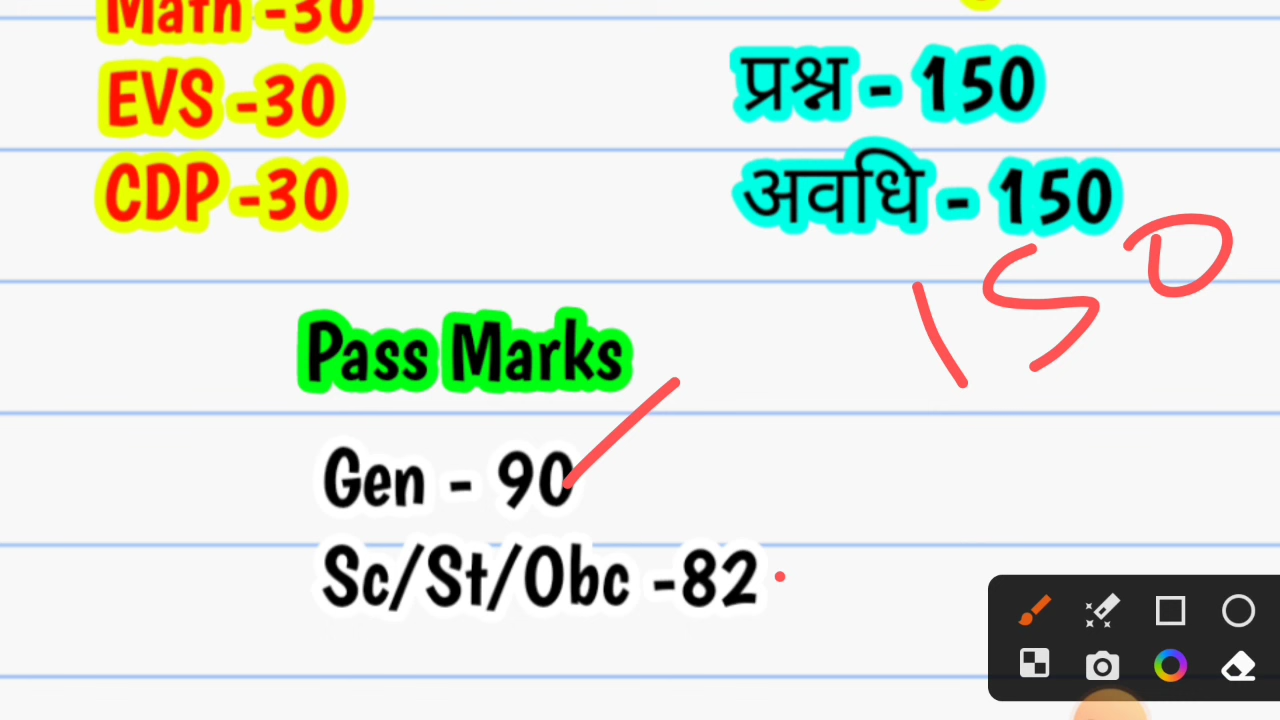 Math -30
EVS -30
CDP -30
प्रश्न - 150
अवधि - 150
150
Pass Marks
Gen - 90
Sc/St/Obc -82